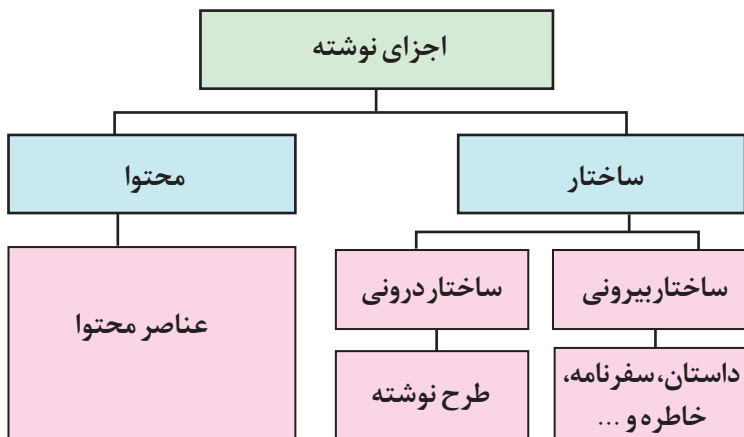 اجزای نوشته
ساختار
محتوا
ساختار بیرونی
ساختار درونی
عناصر محتوا
داستان، سفرنامه،
خاطره و ...
طرح نوشته